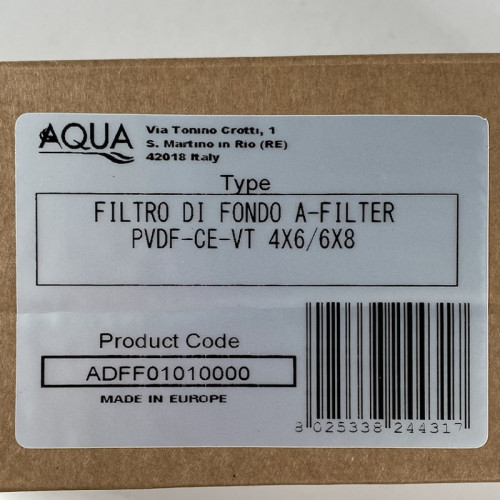 AQUA
Via Tonino Crotti, 1
S. Martino in Rio (RE)
42018 Italy
Type
FILTRO DI FONDO A-FILTER
PVDF-CE-VT 4X6/6X8
Product Code
ADFF01010000
MADE IN EUROPE
8 025338 244317